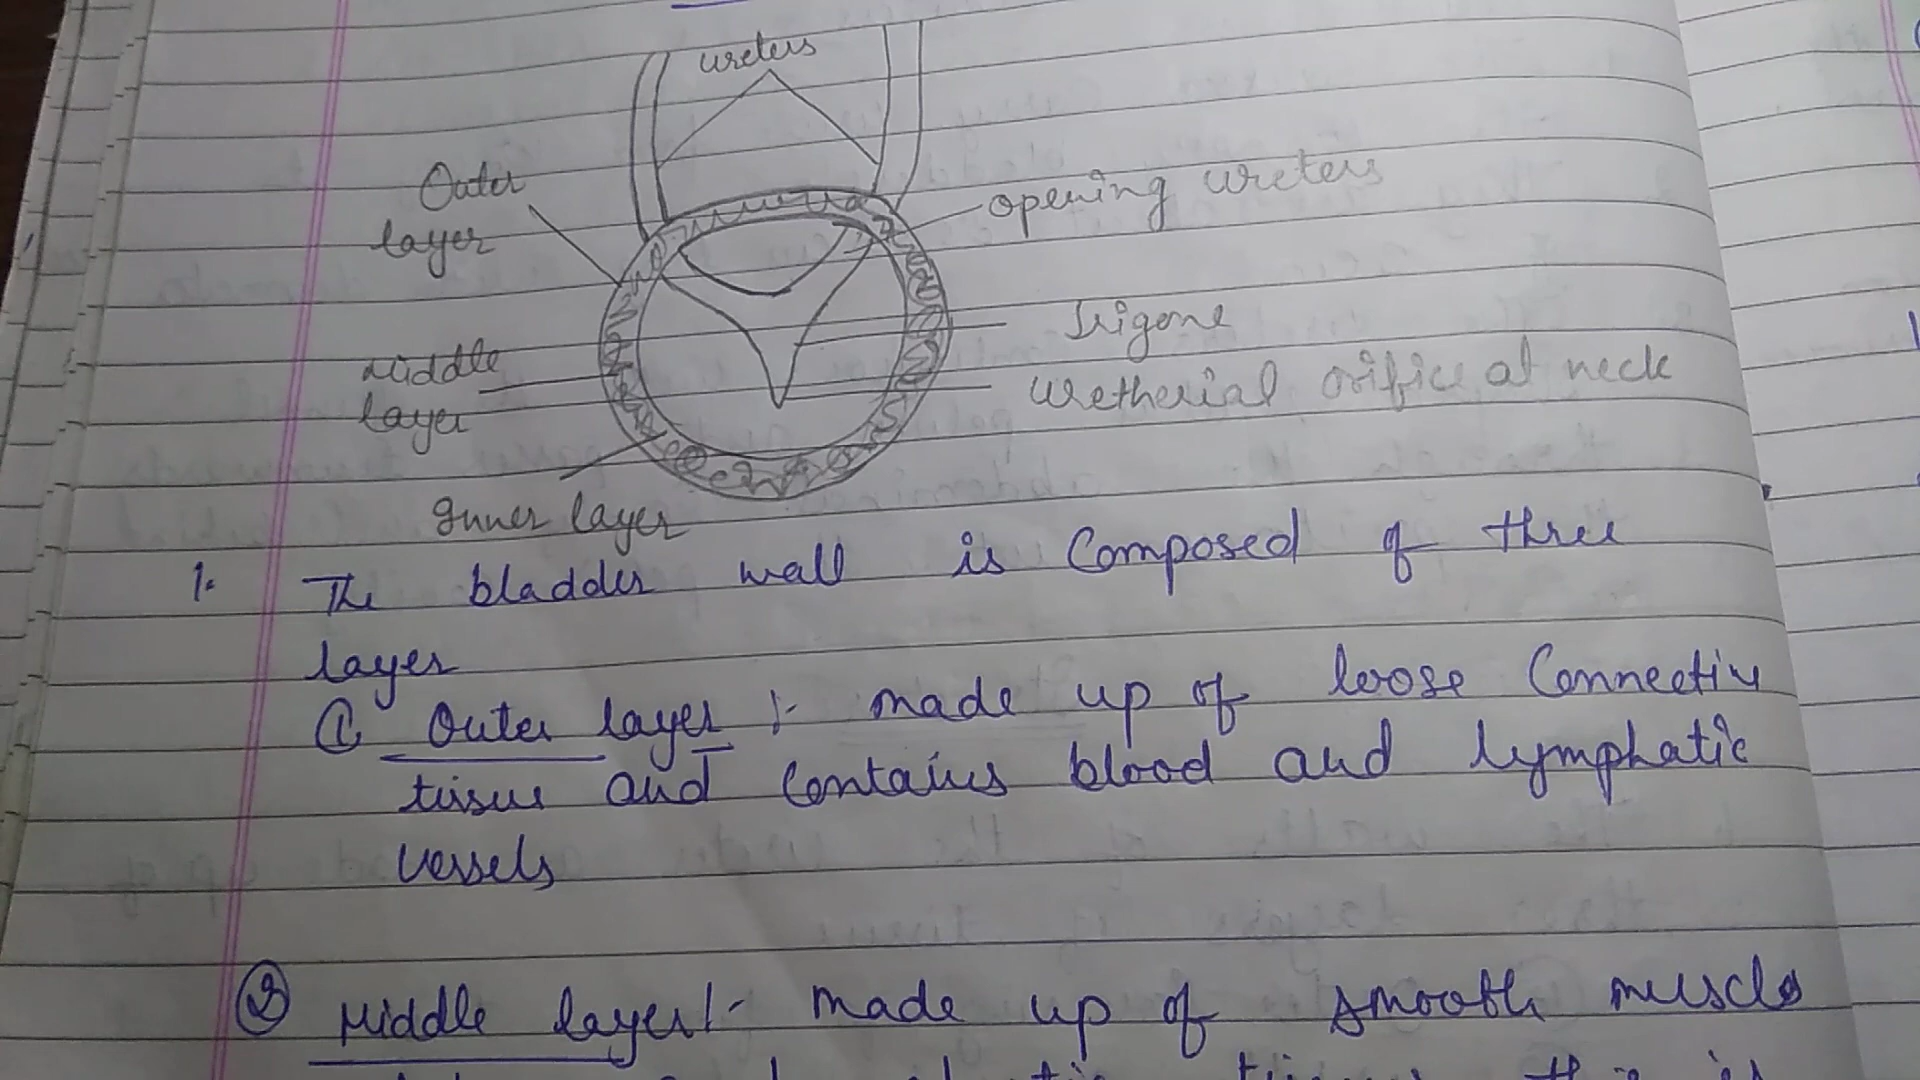 ureters
Outer
layer
opening ureters
Trigone
Middle
layer
Uretherial orifice at neck
Inner layer
1. The bladder wall is Composed of three
layer
① Outer layer :- made up of loose Connective
tissue and contains blood and lymphatic
vessels
② Middle layer :- made up of smooth muscle